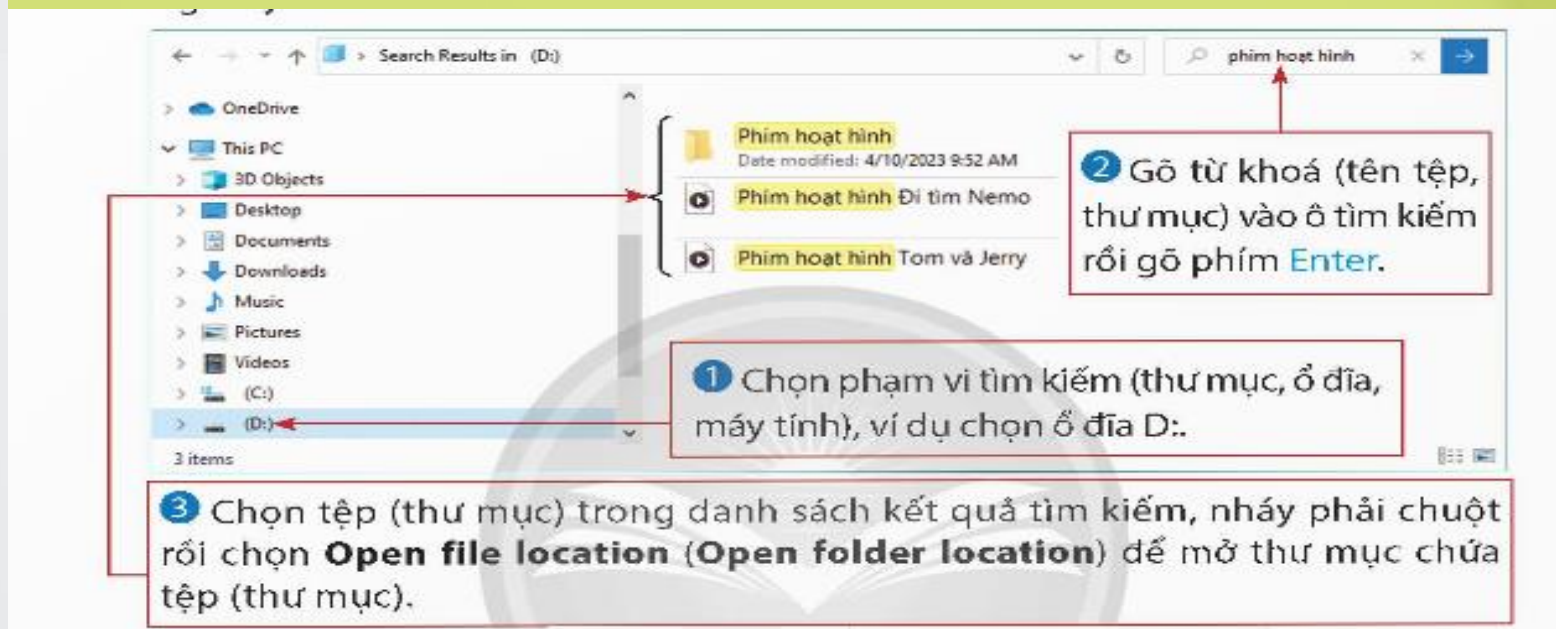 Search Results in (D:)
phim hoạt hình
OneDrive
This PC
3D Objects
Desktop
Documents
Downloads
Music
Pictures
Videos
(C:)
(D:)
3 items
Phim hoạt hình
Date modified: 4/10/2023 9:52 AM
Phim hoạt hình Đi tìm Nemo
Phim hoạt hình Tom và Jerry
2 Gõ từ khoá (tên tệp,
thư mục) vào ô tìm kiếm
rồi gõ phím Enter.
1 Chọn phạm vi tìm kiếm (thư mục, ổ đĩa,
máy tính), ví dụ chọn ổ đĩa D:.
3 Chọn tệp (thư mục) trong danh sách kết quả tìm kiếm, nháy phải chuột
rồi chọn Open file location (Open folder location) để mở thư mục chứa
tệp (thư mục).